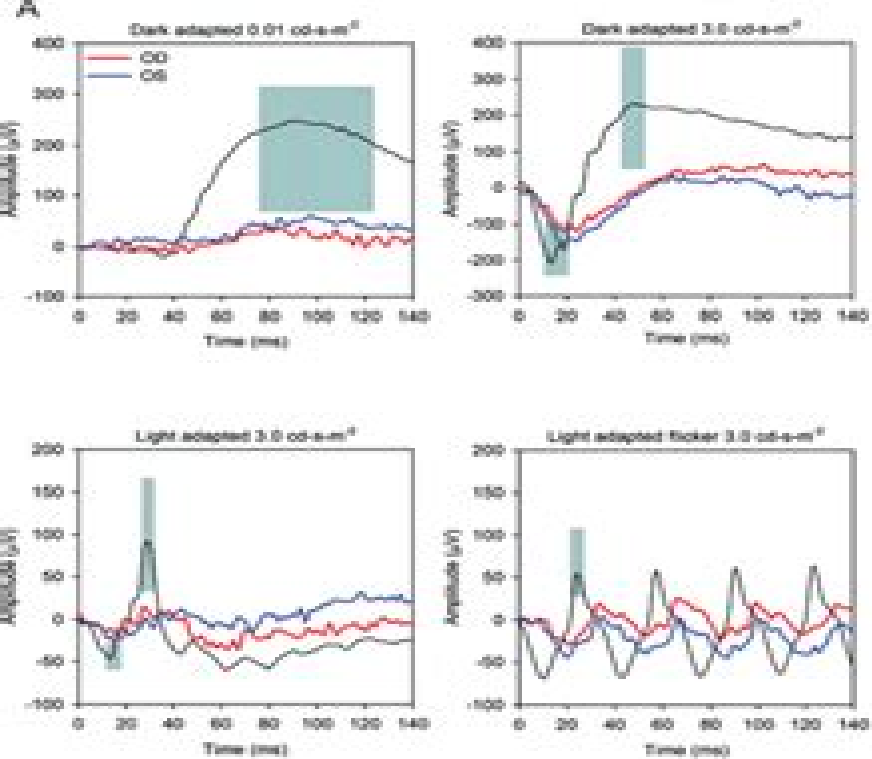 A
Dark adapted 0.01 cd-s-m⁻²
Amplitude (µV)
400
300
200
100
0
-100
OD
OS
0 20 40 60 80 100 120 140
Time (ms)
Dark adapted 3.0 cd-s-m⁻²
Amplitude (µV)
400
300
200
100
0
-100
-200
-300
0 20 40 60 80 100 120 140
Time (ms)
Light adapted 3.0 cd-s-m⁻²
Amplitude (µV)
200
150
100
50
0
-50
-100
0 20 40 60 80 100 120 140
Time (ms)
Light adapted flicker 3.0 cd-s-m⁻²
Amplitude (µV)
200
150
100
50
0
-50
-100
0 20 40 60 80 100 120 140
Time (ms)